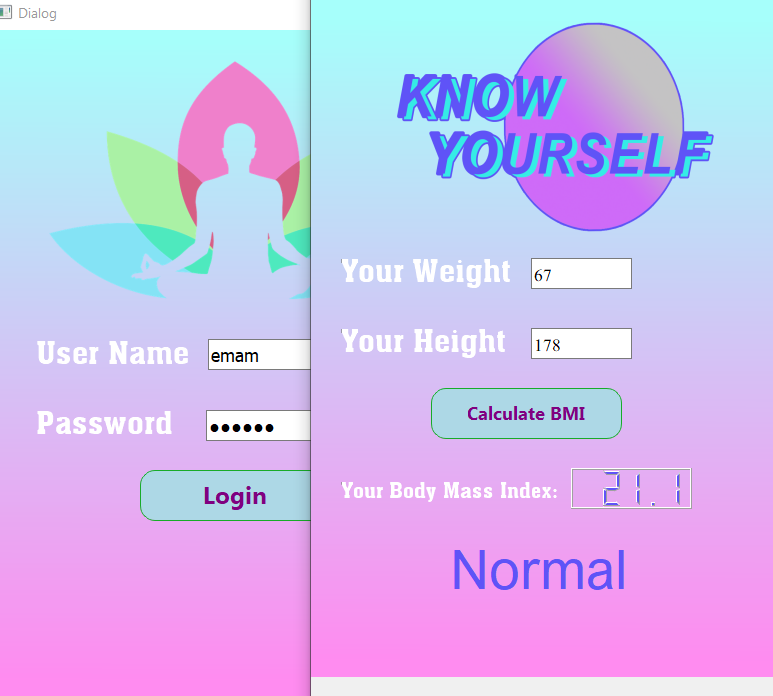 Dialog
User Name
emam
Password
••••••
Login
KNOW
YOURSELF
Your Weight
67
Your Height
178
Calculate BMI
Your Body Mass Index:
21.1
Normal